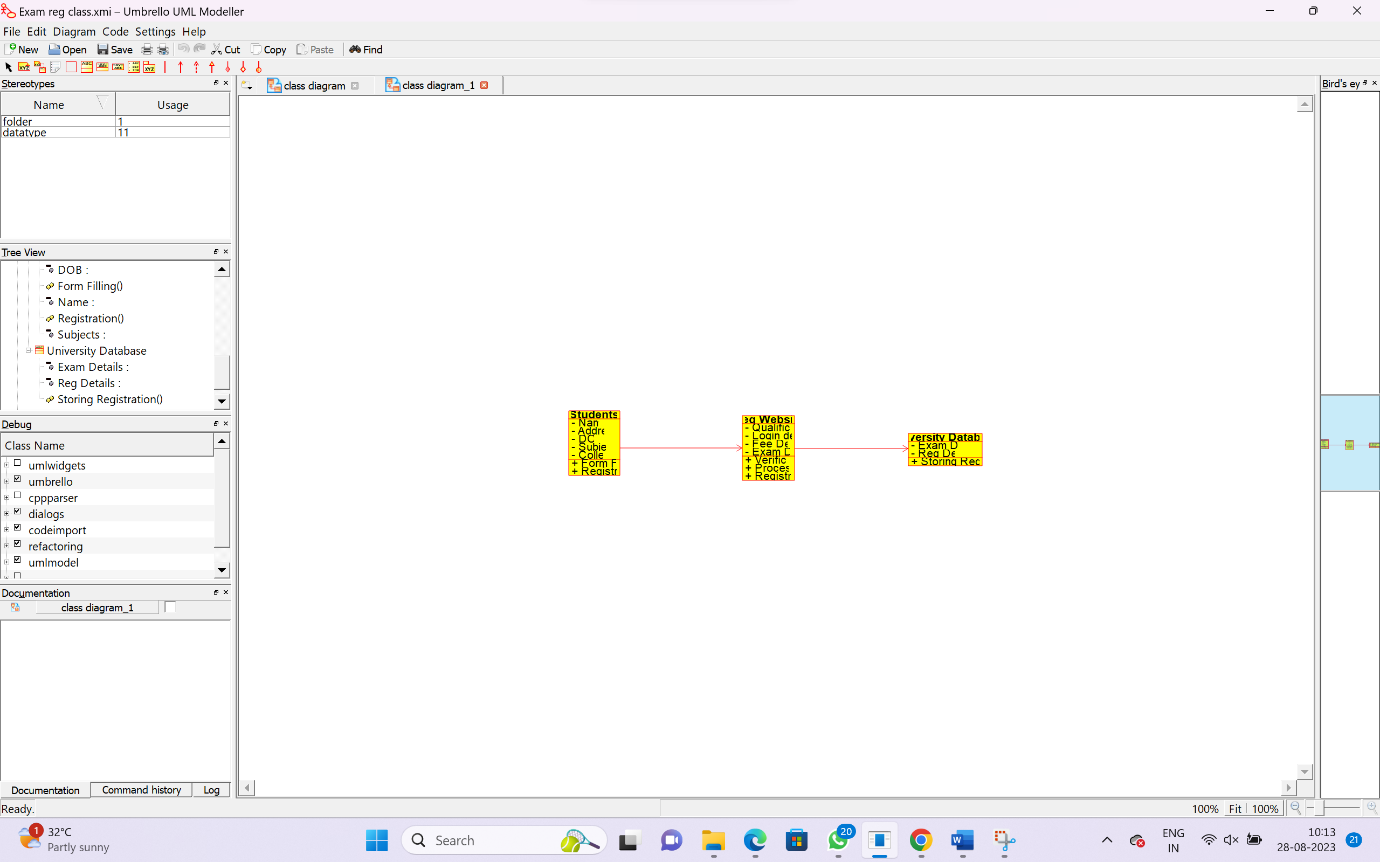 Exam reg class.xmi – Umbrello UML Modeller
File Edit Diagram Code Settings Help
New Open Save Cut Copy Paste Find
Stereotypes
Name Usage
folder 1
datatype 11
class diagram class diagram_1
Bird's ey
Tree View
DOB :
Form Filling()
Name :
Registration()
Subjects :
University Database
Exam Details :
Reg Details :
Storing Registration()
Debug
Class Name
umlwidgets
umbrello
cppparser
dialogs
codeimport
refactoring
umlmodel
Documentation
class diagram_1
Documentation Command history Log
Ready.
Students
- Nan
- Addre
- DC
- Subje
- Colle
+ Form F
+ Registr
eq Websi
- Qualific
- Login de
- Fee De
- Exam D
+ Verific
+ Proces
+ Registr
versity Datab
- Exam D
- Reg De
+ Storing Rec
100% Fit 100%
1 32°C
Partly sunny
Search
20
ENG
IN
10:13
28-08-2023
21